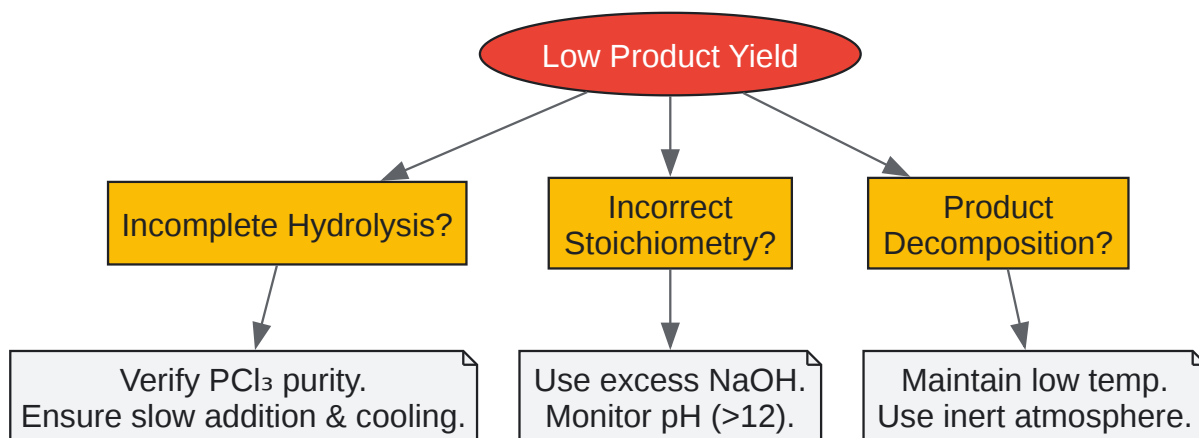 Low Product Yield
Incomplete Hydrolysis?
Incorrect
Stoichiometry?
Product
Decomposition?
Verify PCl₃ purity.
Ensure slow addition & cooling.
Use excess NaOH.
Monitor pH (>12).
Maintain low temp.
Use inert atmosphere.